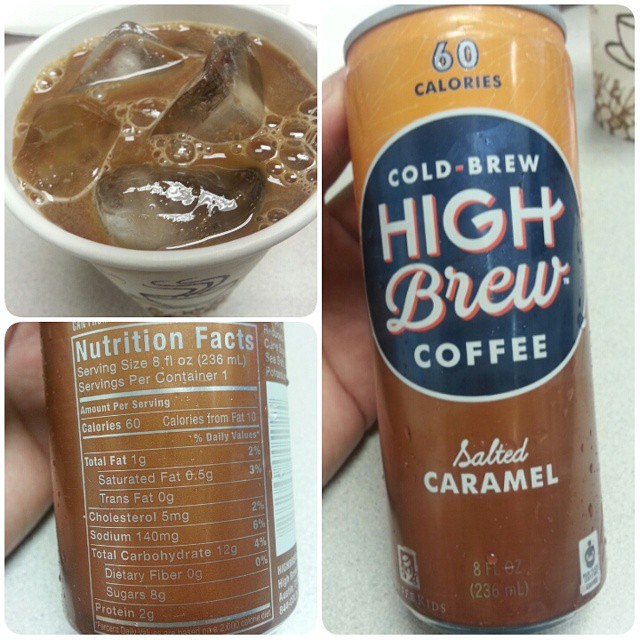 60
CALORIES
COLD-BREW
HIGH
Brew
COFFEE
Salted
CARAMEL
8 FL OZ
(236 mL)
Nutrition Facts
Serving Size 8 fl oz (236 mL)
Servings Per Container 1
Amount Per Serving
Calories 60 Calories from Fat 10
% Daily Values*
Total Fat 1g 2%
Saturated Fat 0.5g 3%
Trans Fat 0g
Cholesterol 5mg 2%
Sodium 140mg 6%
Total Carbohydrate 12g 4%
Dietary Fiber 0g 0%
Sugars 8g
Protein 2g